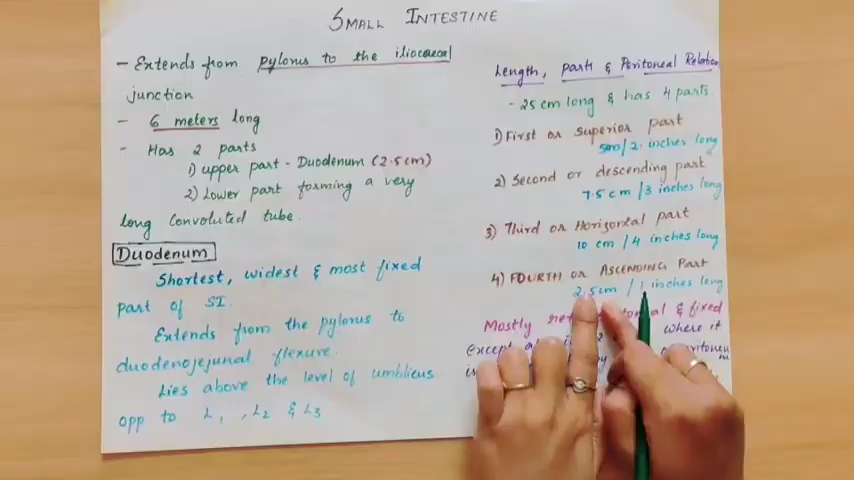 SMALL INTESTINE
- Extends from pylorus to the iliocaecal
junction
- 6 meters long
- Has 2 parts
1) upper part - Duodenum (2.5cm)
2) Lower part forming a very
long convoluted tube.
Duodenum
Shortest, widest & most fixed
part of SI.
Extends from the pylorus to
duodenojejunal flexure.
Lies above the level of umblicus
opp to L1, L2 & L3
Length, parts & Peritoneal Relation
- 25 cm long & has 4 parts
1) First or superior part
5m/2 inches long
2) Second or descending part
7.5 cm / 3 inches long
3) Third or Horizontal part
10 cm / 4 inches long
4) FOURTH or ASCENDING Part
2.5cm / 1 inches long
Mostly & fixed
except where it